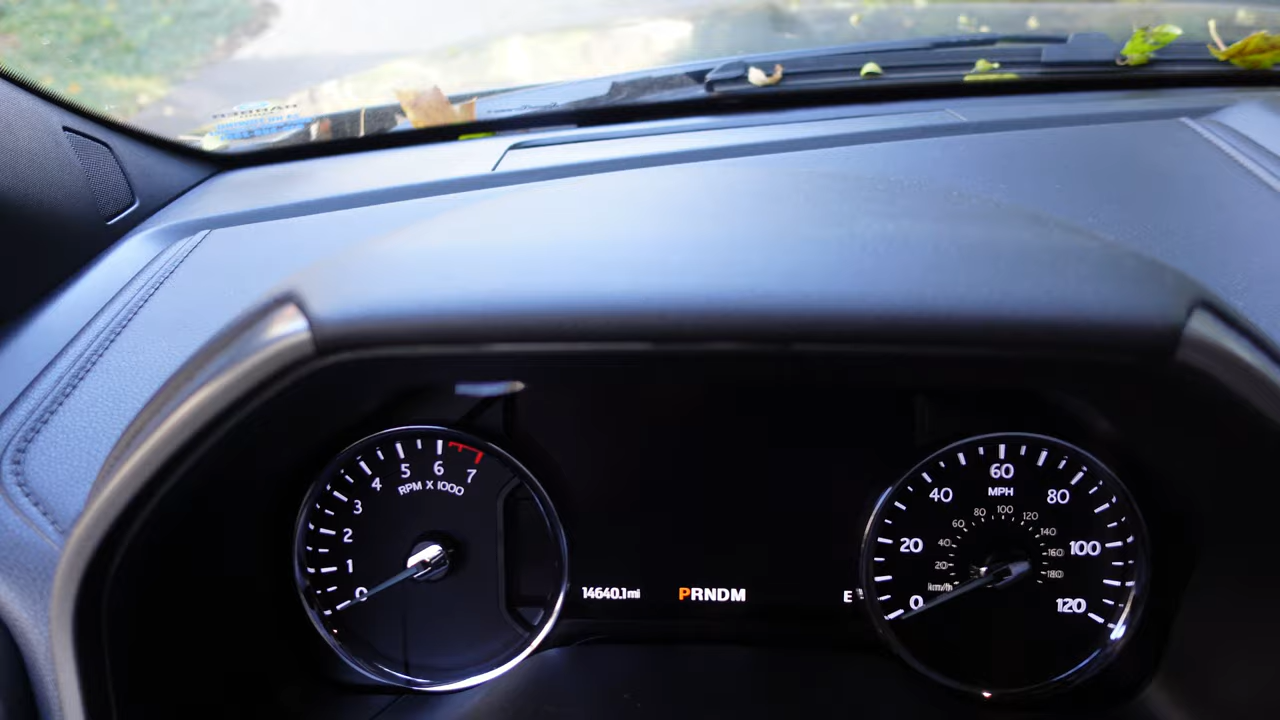 5 6 7
4
RPM X 1000
3
2
1
0
14640.1mi
PRNDM
E
60
40 MPH 80
80 100 120
60 140
20 40 160 100
20 180
km/h
0 120